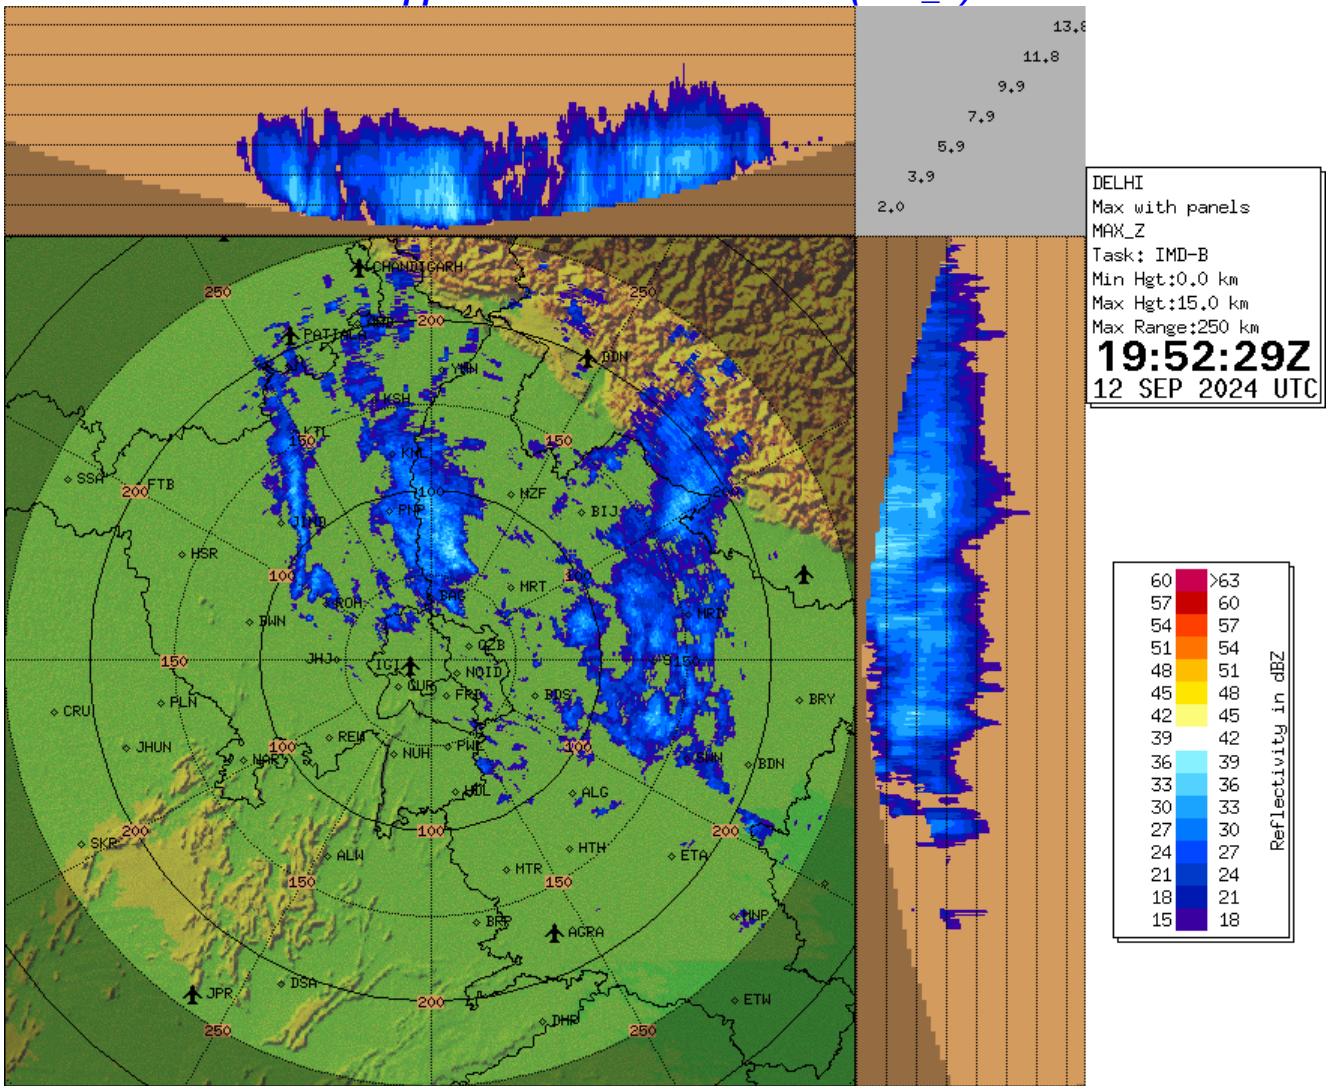 13.8
11.8
9.9
7.9
5.9
3.9
2.0
DELHI
Max with panels
MAX_Z
Task: IMD-B
Min Hgt:0.0 km
Max Hgt:15.0 km
Max Range:250 km
19:52:29Z
12 SEP 2024 UTC
CHANDIGARH
250
250
PATIALA
200
DDN
YMN
KSH
KTL
150
150
KNL
SSA
FTB
200
100
MZF
200
PNP
BIJ
JIND
HSR
100
100
MRT
ROH
BAG
BWN
MRD
GZB
JHJ
150
IGI
150
NOID
GUR
FRD
BDS
PLN
BRY
CRU
REW
JHUN
100
NUH
PWL
100
NAR
SWN
BDN
HDL
ALG
200
100
200
SKR
HTH
ALW
MTR
ETA
150
150
BRP
AGRA
MNP
DSA
JPR
200
ETW
250
DHP
250
60 >63
57 60
54 57
51 54
48 51
45 48
42 45
39 42
36 39
33 36
30 33
27 30
24 27
21 24
18 21
15 18
Reflectivity in dBZ